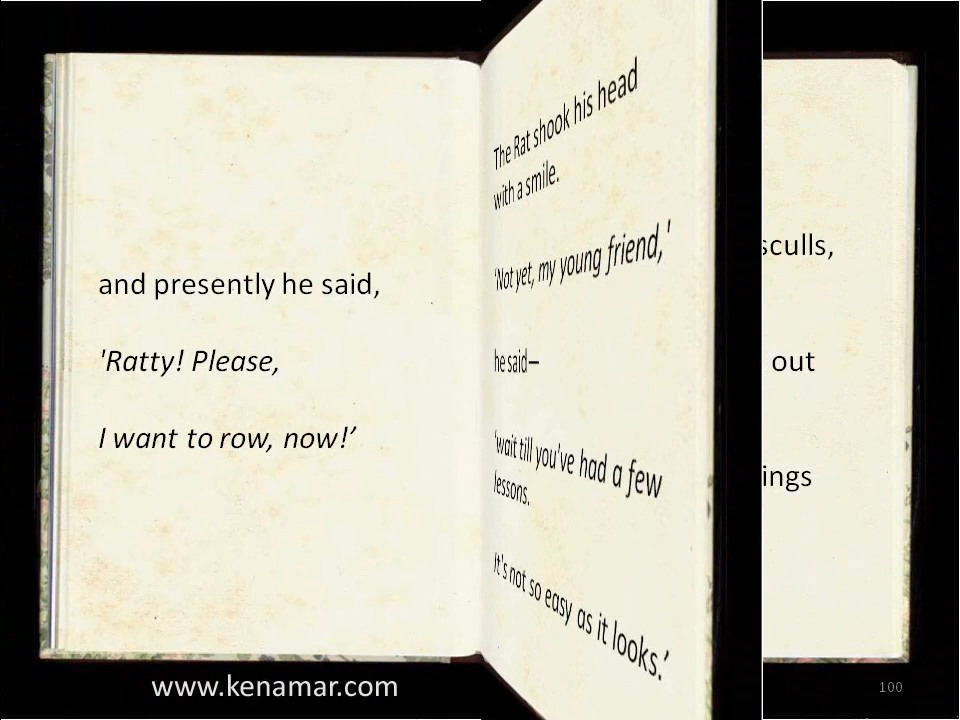 and presently he said,
'Ratty! Please,
I want to row, now!’
The Rat shook his head
with a smile.
'Not yet, my young friend,'
he said–
‘wait till you've had a few
lessons.
It's not so easy as it looks.’
sculls,
out
www.kenamar.com
100